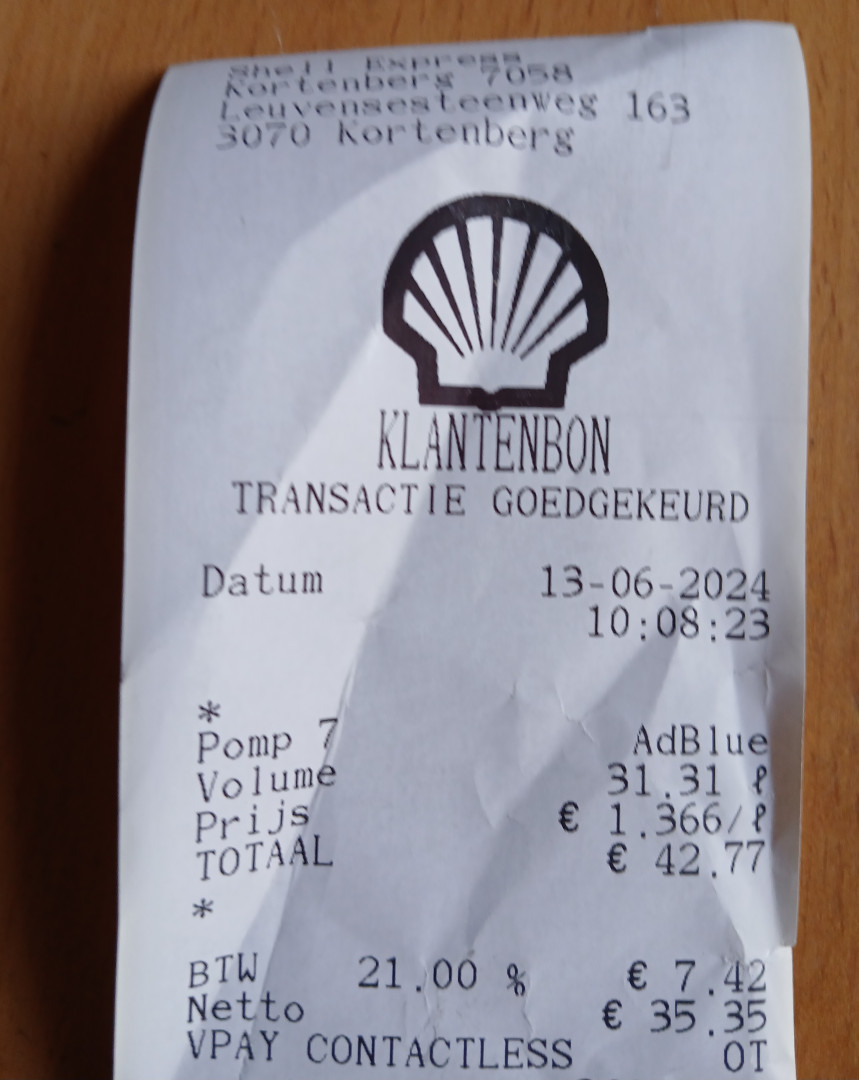 Shell Express
Kortenberg 7058
Leuvensesteenweg 163
3070 Kortenberg
KLANTENBON
TRANSACTIE GOEDGEKEURD
Datum 13-06-2024
10:08:23
*
Pomp 7 AdBlue
Volume 31.31 ℓ
Prijs € 1.366/ℓ
TOTAAL € 42.77
*
BTW 21.00 % € 7.42
Netto € 35.35
VPAY CONTACTLESS OT